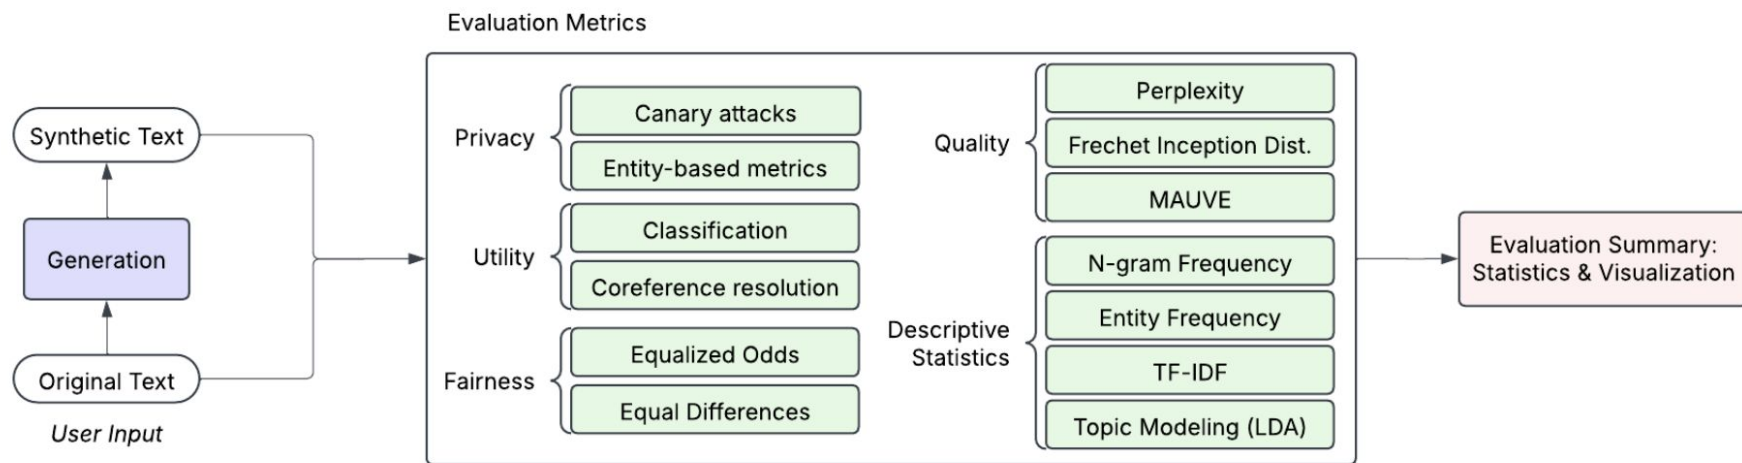 Evaluation Metrics
Synthetic Text
Generation
Original Text
User Input
Privacy
Canary attacks
Entity-based metrics
Utility
Classification
Coreference resolution
Fairness
Equalized Odds
Equal Differences
Quality
Perplexity
Frechet Inception Dist.
MAUVE
Descriptive
Statistics
N-gram Frequency
Entity Frequency
TF-IDF
Topic Modeling (LDA)
Evaluation Summary:
Statistics & Visualization